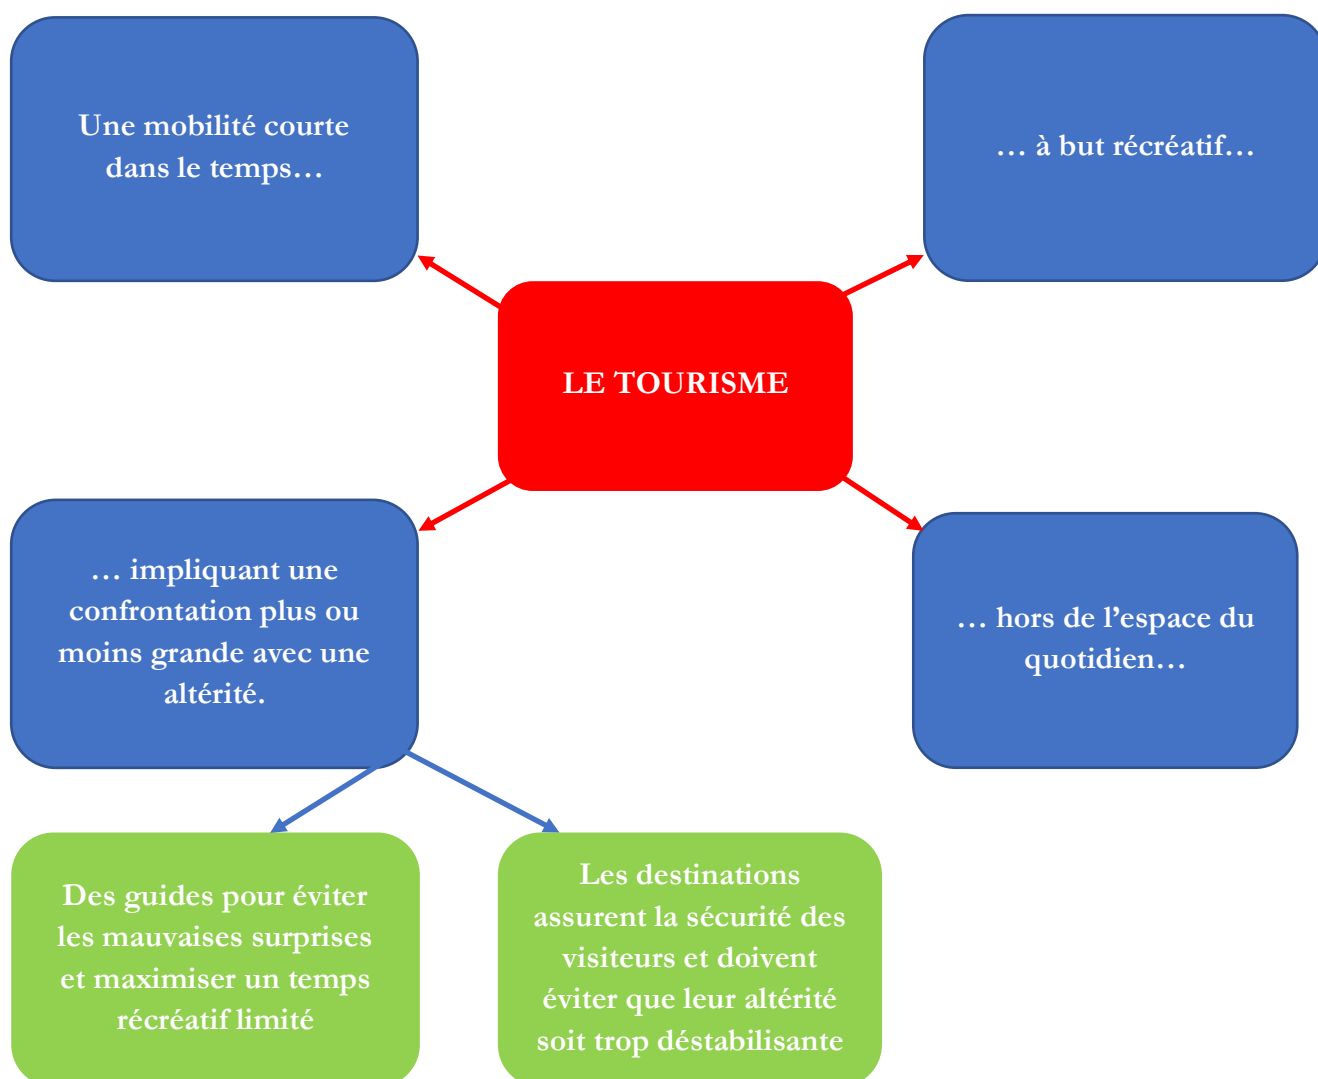 Une mobilité courte
dans le temps…
… à but récréatif…
LE TOURISME
… impliquant une
confrontation plus ou
moins grande avec une
altérité.
… hors de l’espace du
quotidien…
Des guides pour éviter
les mauvaises surprises
et maximiser un temps
récréatif limité
Les destinations
assurent la sécurité des
visiteurs et doivent
éviter que leur altérité
soit trop déstabilisante